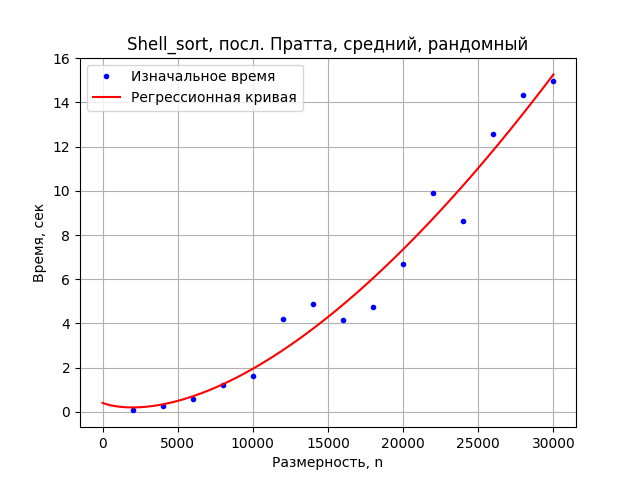 Shell_sort, посл. Пратта, средний, рандомный
Изначальное время
Регрессионная кривая
16
14
12
10
8
6
4
2
0
Время, сек
0 5000 10000 15000 20000 25000 30000
Размерность, n